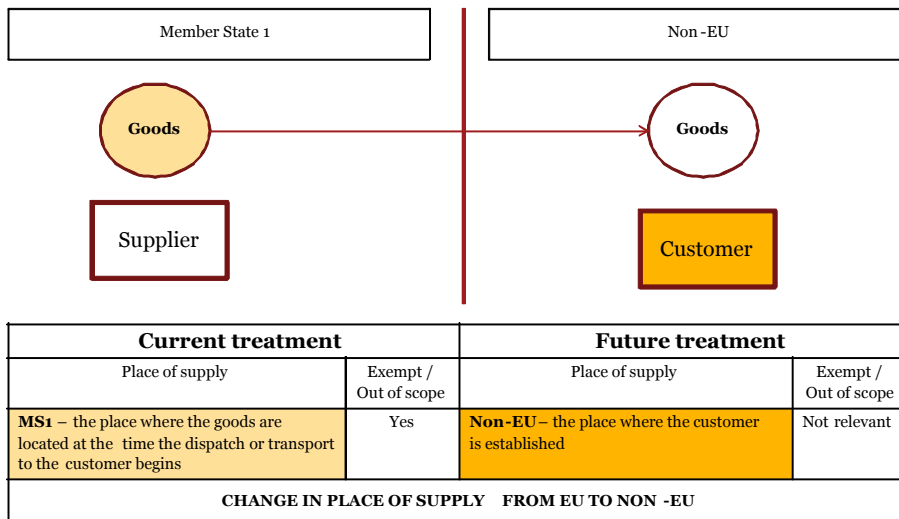 Member State 1
Non -EU
Goods
Goods
Supplier
Customer
Current treatment
Future treatment
Place of supply
Exempt /
Out of scope
Place of supply
Exempt /
Out of scope
MS1 – the place where the goods are
located at the time the dispatch or transport
to the customer begins
Yes
Non-EU – the place where the customer
is established
Not relevant
CHANGE IN PLACE OF SUPPLY FROM EU TO NON -EU